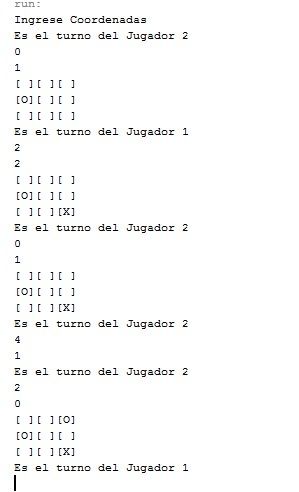 run:
Ingrese Coordenadas
Es el turno del Jugador 2
0
1
[ ][ ][ ]
[O][ ][ ]
[ ][ ][ ]
Es el turno del Jugador 1
2
2
[ ][ ][ ]
[O][ ][ ]
[ ][ ][X]
Es el turno del Jugador 2
0
1
[ ][ ][ ]
[O][ ][ ]
[ ][ ][X]
Es el turno del Jugador 2
4
1
Es el turno del Jugador 2
2
0
[ ][ ][O]
[O][ ][ ]
[ ][ ][X]
Es el turno del Jugador 1